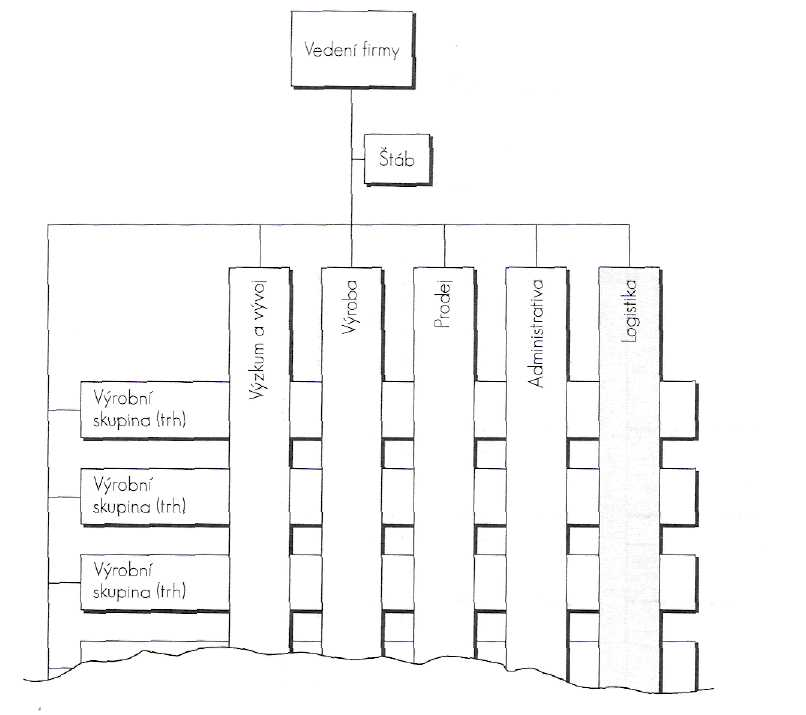 Vedení firmy
Štáb
Výzkum a vývoj
Výroba
Prodej
Administrativa
Logistika
Výrobní
skupina (trh)
Výrobní
skupina (trh)
Výrobní
skupina (trh)